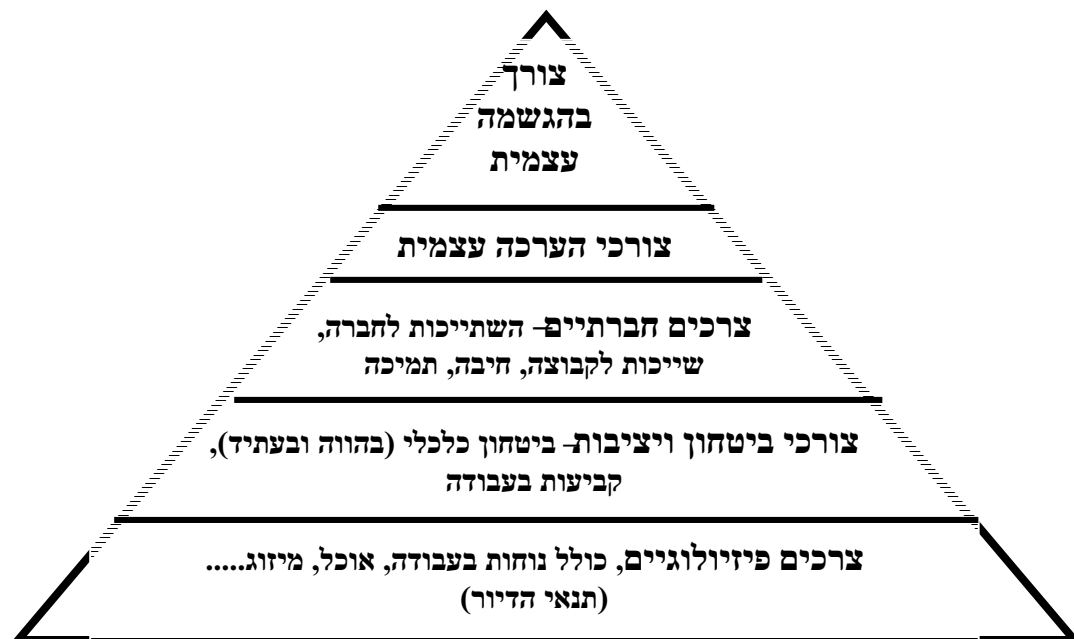 צורך
בהגשמה
עצמית
צורכי הערכה עצמית
צרכים חברתיים– השתייכות לחברה,
שייכות לקבוצה, חיבה, תמיכה
צורכי ביטחון ויציבות– ביטחון כלכלי (בהווה ובעתיד),
קביעות בעבודה
צרכים פיזיולוגיים, כולל נוחות בעבודה, אוכל, מיזוג.....
(תנאי הדיור)